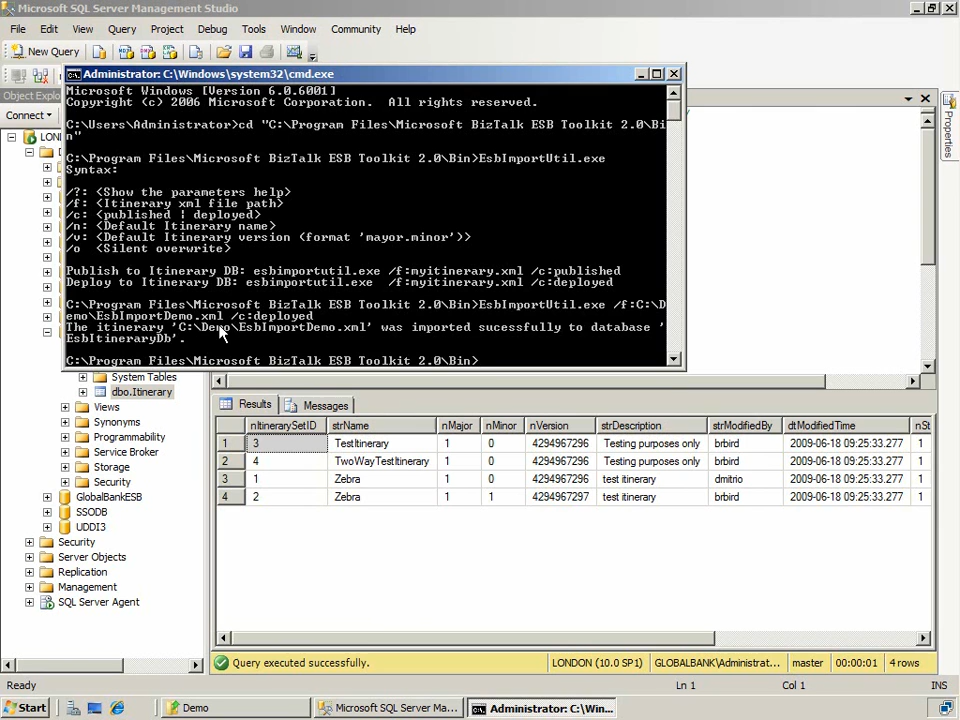 Microsoft SQL Server Management Studio
File Edit View Query Project Debug Tools Window Community Help
New Query
Administrator: C:\Windows\system32\cmd.exe
Microsoft Windows [Version 6.0.6001]
Copyright (c) 2006 Microsoft Corporation.  All rights reserved.
C:\Users\Administrator>cd "C:\Program Files\Microsoft BizTalk ESB Toolkit 2.0\Bi
n"
C:\Program Files\Microsoft BizTalk ESB Toolkit 2.0\Bin>EsbImportUtil.exe
Syntax:
/?: <Show the parameters help>
/f: <Itinerary xml file path>
/c: <published | deployed>
/n: <Default Itinerary name>
/v: <Default Itinerary version (format 'mayor.minor')>
/o  <Silent overwrite>
Publish to Itinerary DB: esbimportutil.exe /f:myitinerary.xml /c:published
Deploy to Itinerary DB: esbimportutil.exe  /f:myitinerary.xml /c:deployed
C:\Program Files\Microsoft BizTalk ESB Toolkit 2.0\Bin>EsbImportUtil.exe /f:C:\D
emo\EsbImportDemo.xml /c:deployed
The itinerary 'C:\Demo\EsbImportDemo.xml' was imported sucessfully to database '
EsbItineraryDb'.
C:\Program Files\Microsoft BizTalk ESB Toolkit 2.0\Bin>
Object Explo
Connect
LON
D
Properties
System Tables
dbo.Itinerary
Views
Synonyms
Programmability
Service Broker
Storage
Security
GlobalBankESB
SSODB
UDDI3
Security
Server Objects
Replication
Management
SQL Server Agent
Results Messages
nItinerarySetID strName nMajor nMinor nVersion strDescription strModifiedBy dtModifiedTime nSt
1 3 TestItinerary 1 0 4294967296 Testing purposes only brbird 2009-06-18 09:25:33.277 1
2 4 TwoWayTestItinerary 1 0 4294967296 Testing purposes only brbird 2009-06-18 09:25:33.277 1
3 1 Zebra 1 0 4294967296 test itinerary dmitrio 2009-06-18 09:25:33.277 1
4 2 Zebra 1 1 4294967297 test itinerary brbird 2009-06-18 09:25:33.277 1
Query executed successfully. LONDON (10.0 SP1) GLOBALBANK\Administrat... master 00:00:01 4 rows
Ready Ln 1 Col 1 INS
Start Demo Microsoft SQL Server Ma... Administrator: C:\Win...